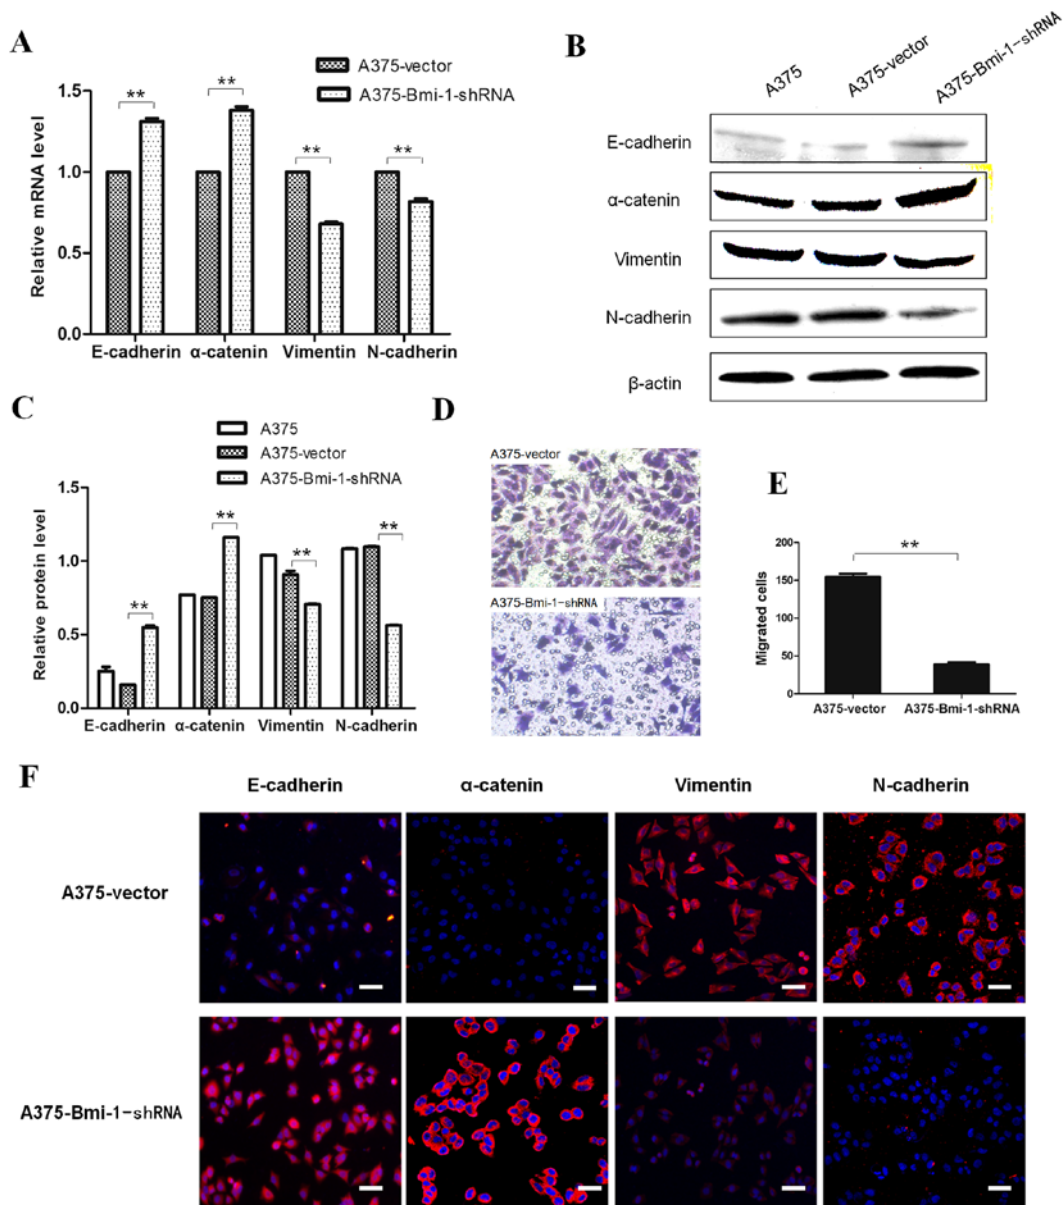 A
A375-vector
A375-Bmi-1-shRNA
Relative mRNA level
1.5
1.0
0.5
0.0
**
**
**
**
E-cadherin
α-catenin
Vimentin
N-cadherin
B
A375
A375-vector
A375-Bmi-1-shRNA
E-cadherin
α-catenin
Vimentin
N-cadherin
β-actin
C
A375
A375-vector
A375-Bmi-1-shRNA
Relative protein level
1.5
1.0
0.5
0.0
**
**
**
**
E-cadherin
α-catenin
Vimentin
N-cadherin
D
A375-vector
A375-Bmi-1-shRNA
E
Migrated cells
200
150
100
50
0
**
A375-vector
A375-Bmi-1-shRNA
F
E-cadherin
α-catenin
Vimentin
N-cadherin
A375-vector
A375-Bmi-1-shRNA